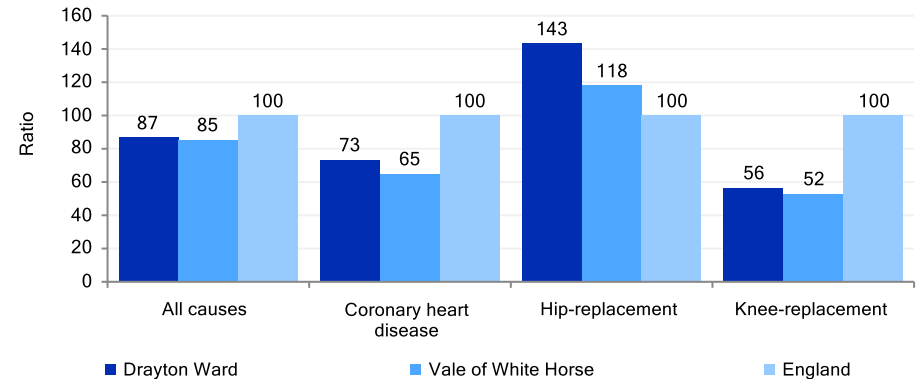 160
140
120
100
80
60
40
20
0
Ratio
87
85
100
73
65
100
143
118
100
56
52
100
All causes
Coronary heart
disease
Hip-replacement
Knee-replacement
Drayton Ward
Vale of White Horse
England